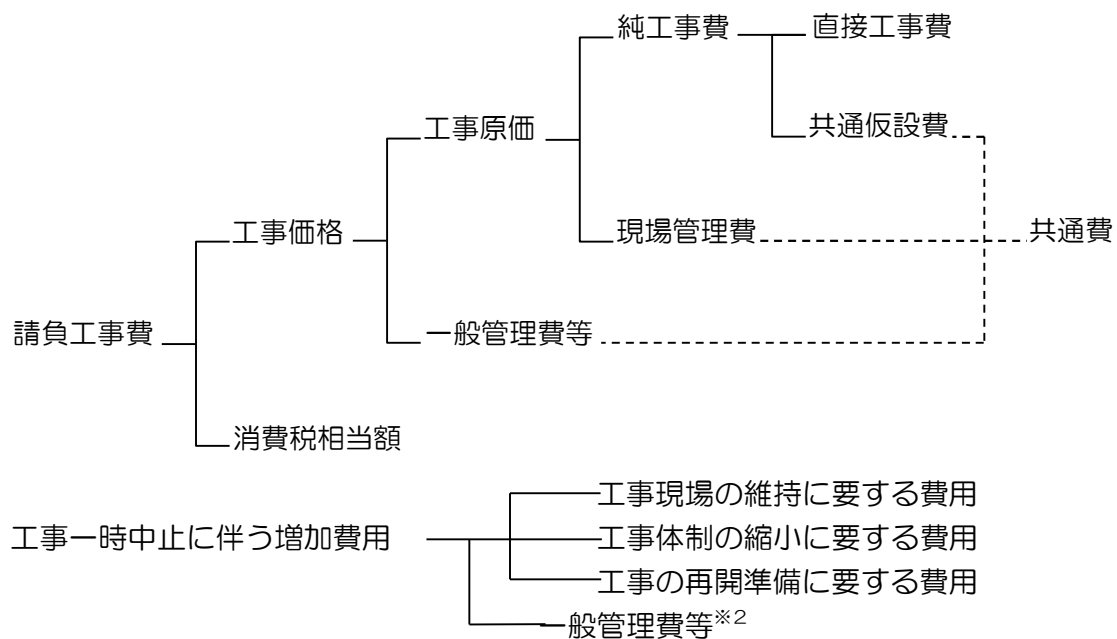 純工事費 直接工事費
工事原価 共通仮設費
工事価格 現場管理費 共通費
請負工事費 一般管理費等
消費税相当額
工事現場の維持に要する費用
工事一時中止に伴う増加費用 工事体制の縮小に要する費用
工事の再開準備に要する費用
一般管理費等※2